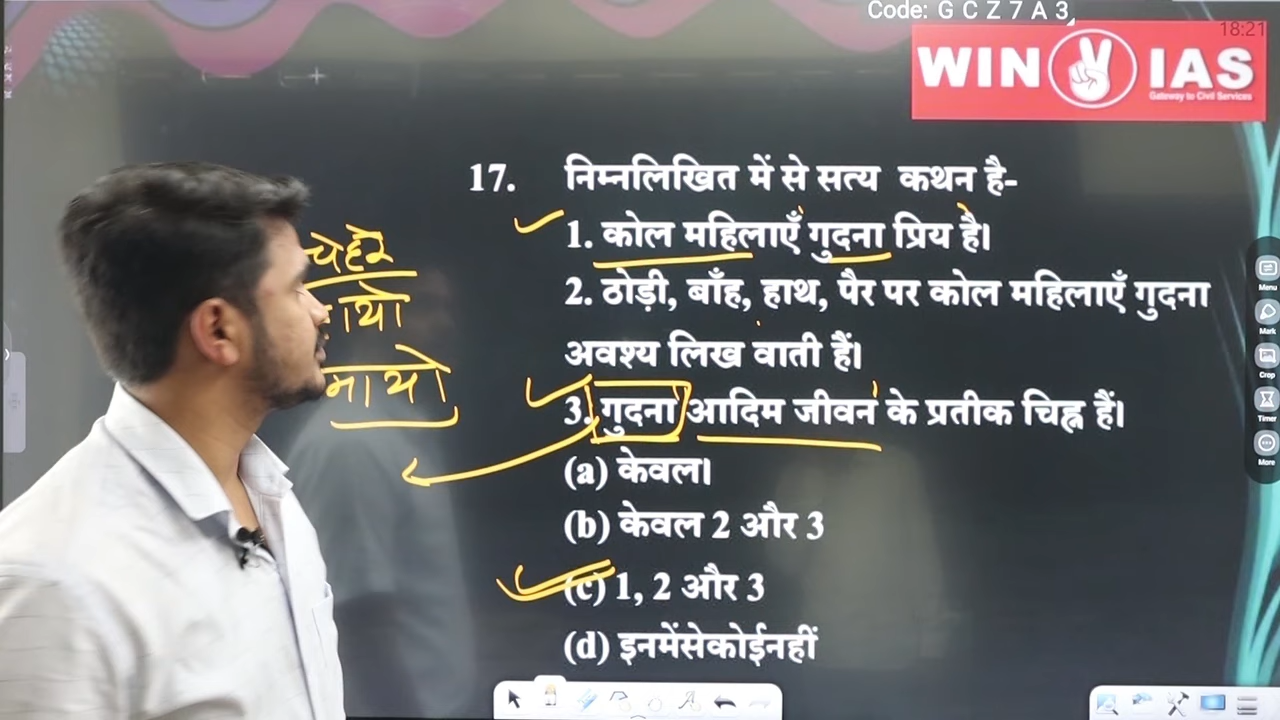 Code: G C Z 7 A 3
18:21
WIN IAS
Gateway to Civil Services
17. निम्नलिखित में से सत्य कथन है-
1. कोल महिलाएँ गुदना प्रिय है।
2. ठोड़ी, बाँह, हाथ, पैर पर कोल महिलाएँ गुदना
अवश्य लिख वाती हैं।
3. गुदना आदिम जीवन के प्रतीक चिह्न हैं।
(a) केवल।
(b) केवल 2 और 3
(c) 1, 2 और 3
(d) इनमेंसेकोईनहीं
चेहरे
Menu
Mark
Crop
Timer
More